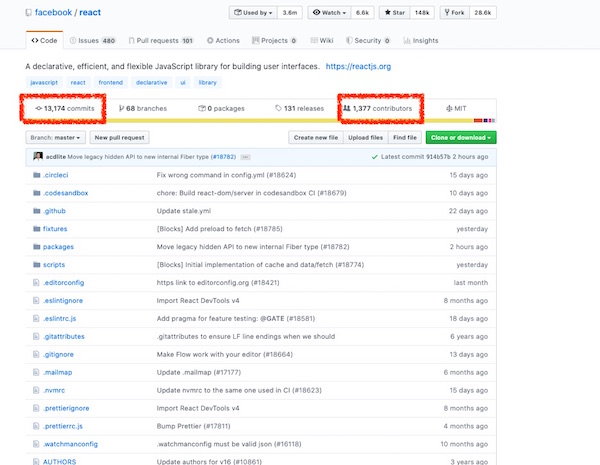 facebook / react Used by 3.6m Watch 6.6k Star 148k Fork 28.6k
Code Issues 480 Pull requests 101 Actions Projects 0 Wiki Security 0 Insights
A declarative, efficient, and flexible JavaScript library for building user interfaces. https://reactjs.org
javascript react frontend declarative ui library
13,174 commits 68 branches 0 packages 131 releases 1,377 contributors MIT
Branch: master New pull request Create new file Upload files Find file Clone or download
acdlite Move legacy hidden API to new internal Fiber type (#18782) Latest commit 914b57b 2 hours ago
.circleci Fix wrong command in config.yml (#18624) 15 days ago
.codesandbox chore: Build react-dom/server in codesandbox CI (#18679) 10 days ago
.github Update stale.yml 22 days ago
fixtures [Blocks] Add preload to fetch (#18785) yesterday
packages Move legacy hidden API to new internal Fiber type (#18782) 2 hours ago
scripts [Blocks] Initial implementation of cache and data/fetch (#18774) yesterday
.editorconfig https link to editorconfig.org (#18421) last month
.eslintignore Import React DevTools v4 8 months ago
.eslintrc.js Add pragma for feature testing: @GATE (#18581) 18 days ago
.gitattributes .gitattributes to ensure LF line endings when we should 6 years ago
.gitignore Make Flow work with your editor (#18664) 13 days ago
.mailmap Update .mailmap (#17177) 6 months ago
.nvmrc Update nvmrc to the same one used in CI (#18623) 15 days ago
.prettierignore Import React DevTools v4 8 months ago
.prettierrc.js Bump Prettier (#17811) 4 months ago
.watchmanconfig .watchmanconfig must be valid json (#16118) 10 months ago
AUTHORS Update authors for v16 (#10861) 3 years ago